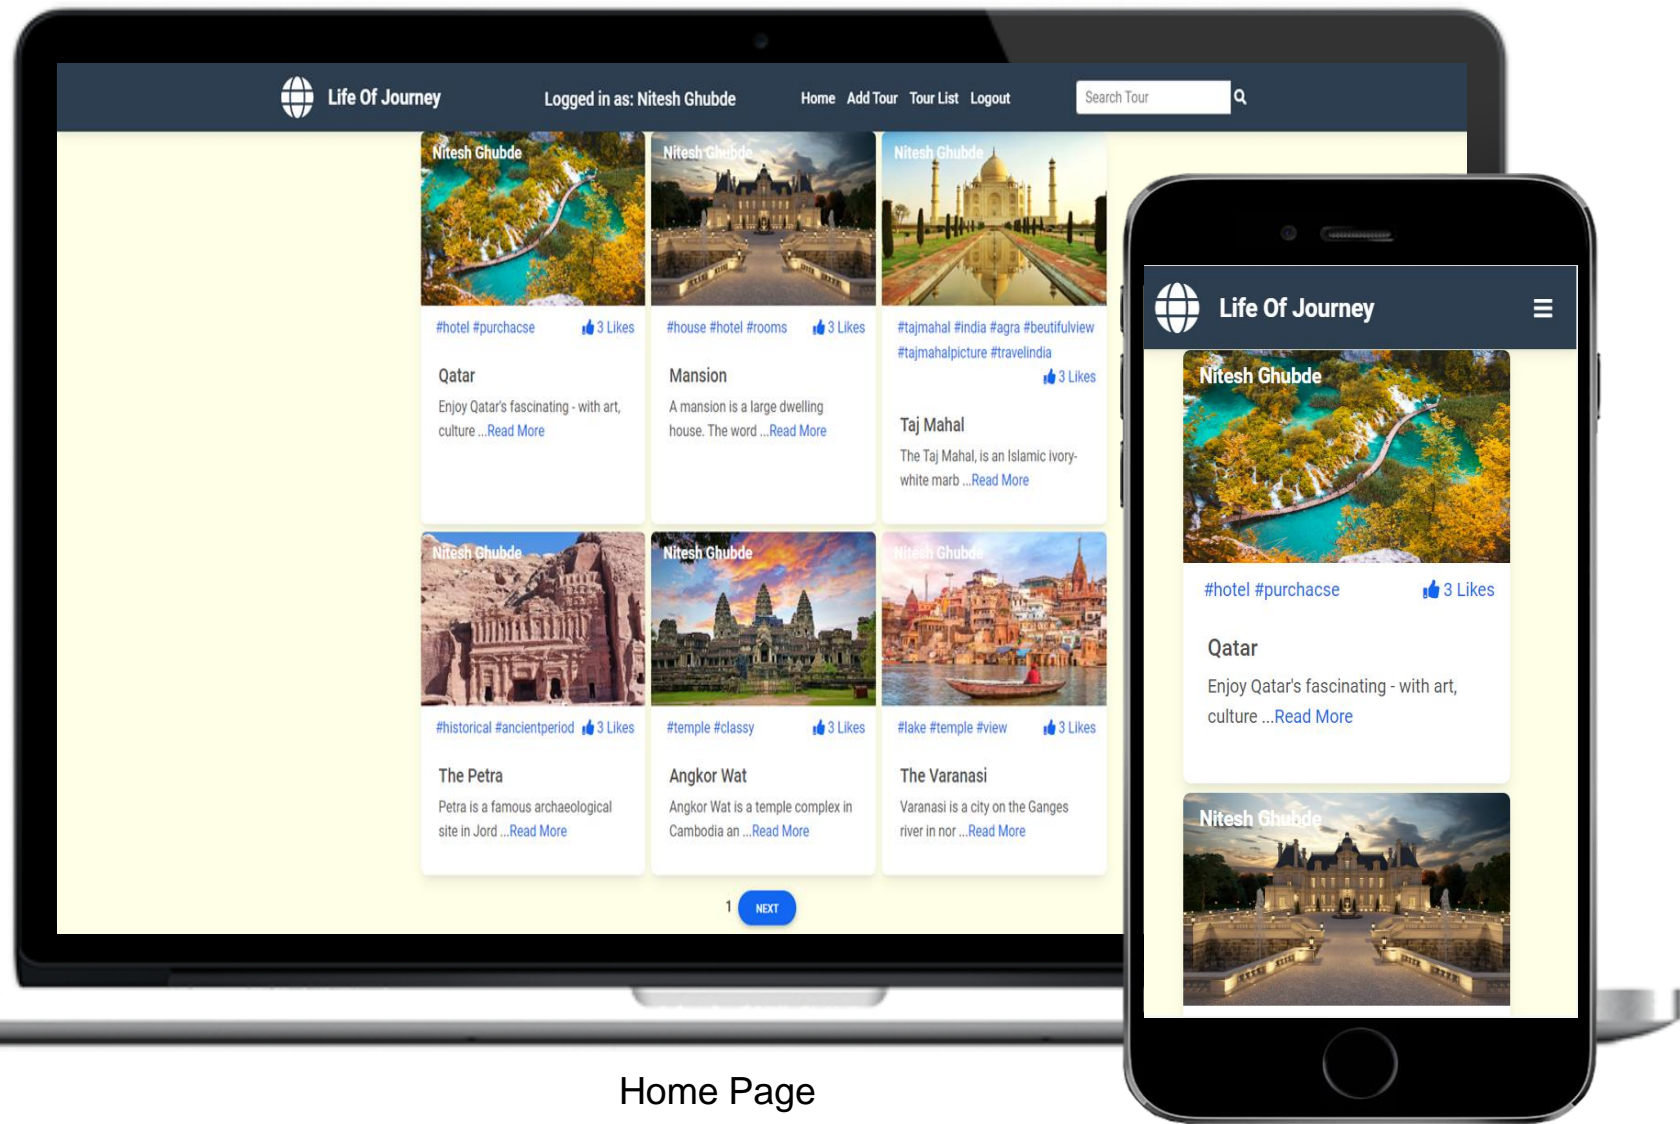 Life Of Journey
Logged in as: Nitesh Ghubde
Home Add Tour Tour List Logout
Search Tour
Nitesh Ghubde
#hotel #purchacse 3 Likes
Qatar
Enjoy Qatar's fascinating - with art,
culture ...Read More
Nitesh Ghubde
#house #hotel #rooms 3 Likes
Mansion
A mansion is a large dwelling
house. The word ...Read More
Nitesh Ghubde
#tajmahal #india #agra #beutifulview
#tajmahalpicture #travelindia
3 Likes
Taj Mahal
The Taj Mahal, is an Islamic ivory-
white marb ...Read More
Nitesh Ghubde
#historical #ancientperiod 3 Likes
The Petra
Petra is a famous archaeological
site in Jord ...Read More
Nitesh Ghubde
#temple #classy 3 Likes
Angkor Wat
Angkor Wat is a temple complex in
Cambodia an ...Read More
Nitesh Ghubde
#lake #temple #view 3 Likes
The Varanasi
Varanasi is a city on the Ganges
river in nor ...Read More
1 NEXT
Life Of Journey
Nitesh Ghubde
#hotel #purchacse 3 Likes
Qatar
Enjoy Qatar's fascinating - with art,
culture ...Read More
Nitesh Ghubde
Home Page